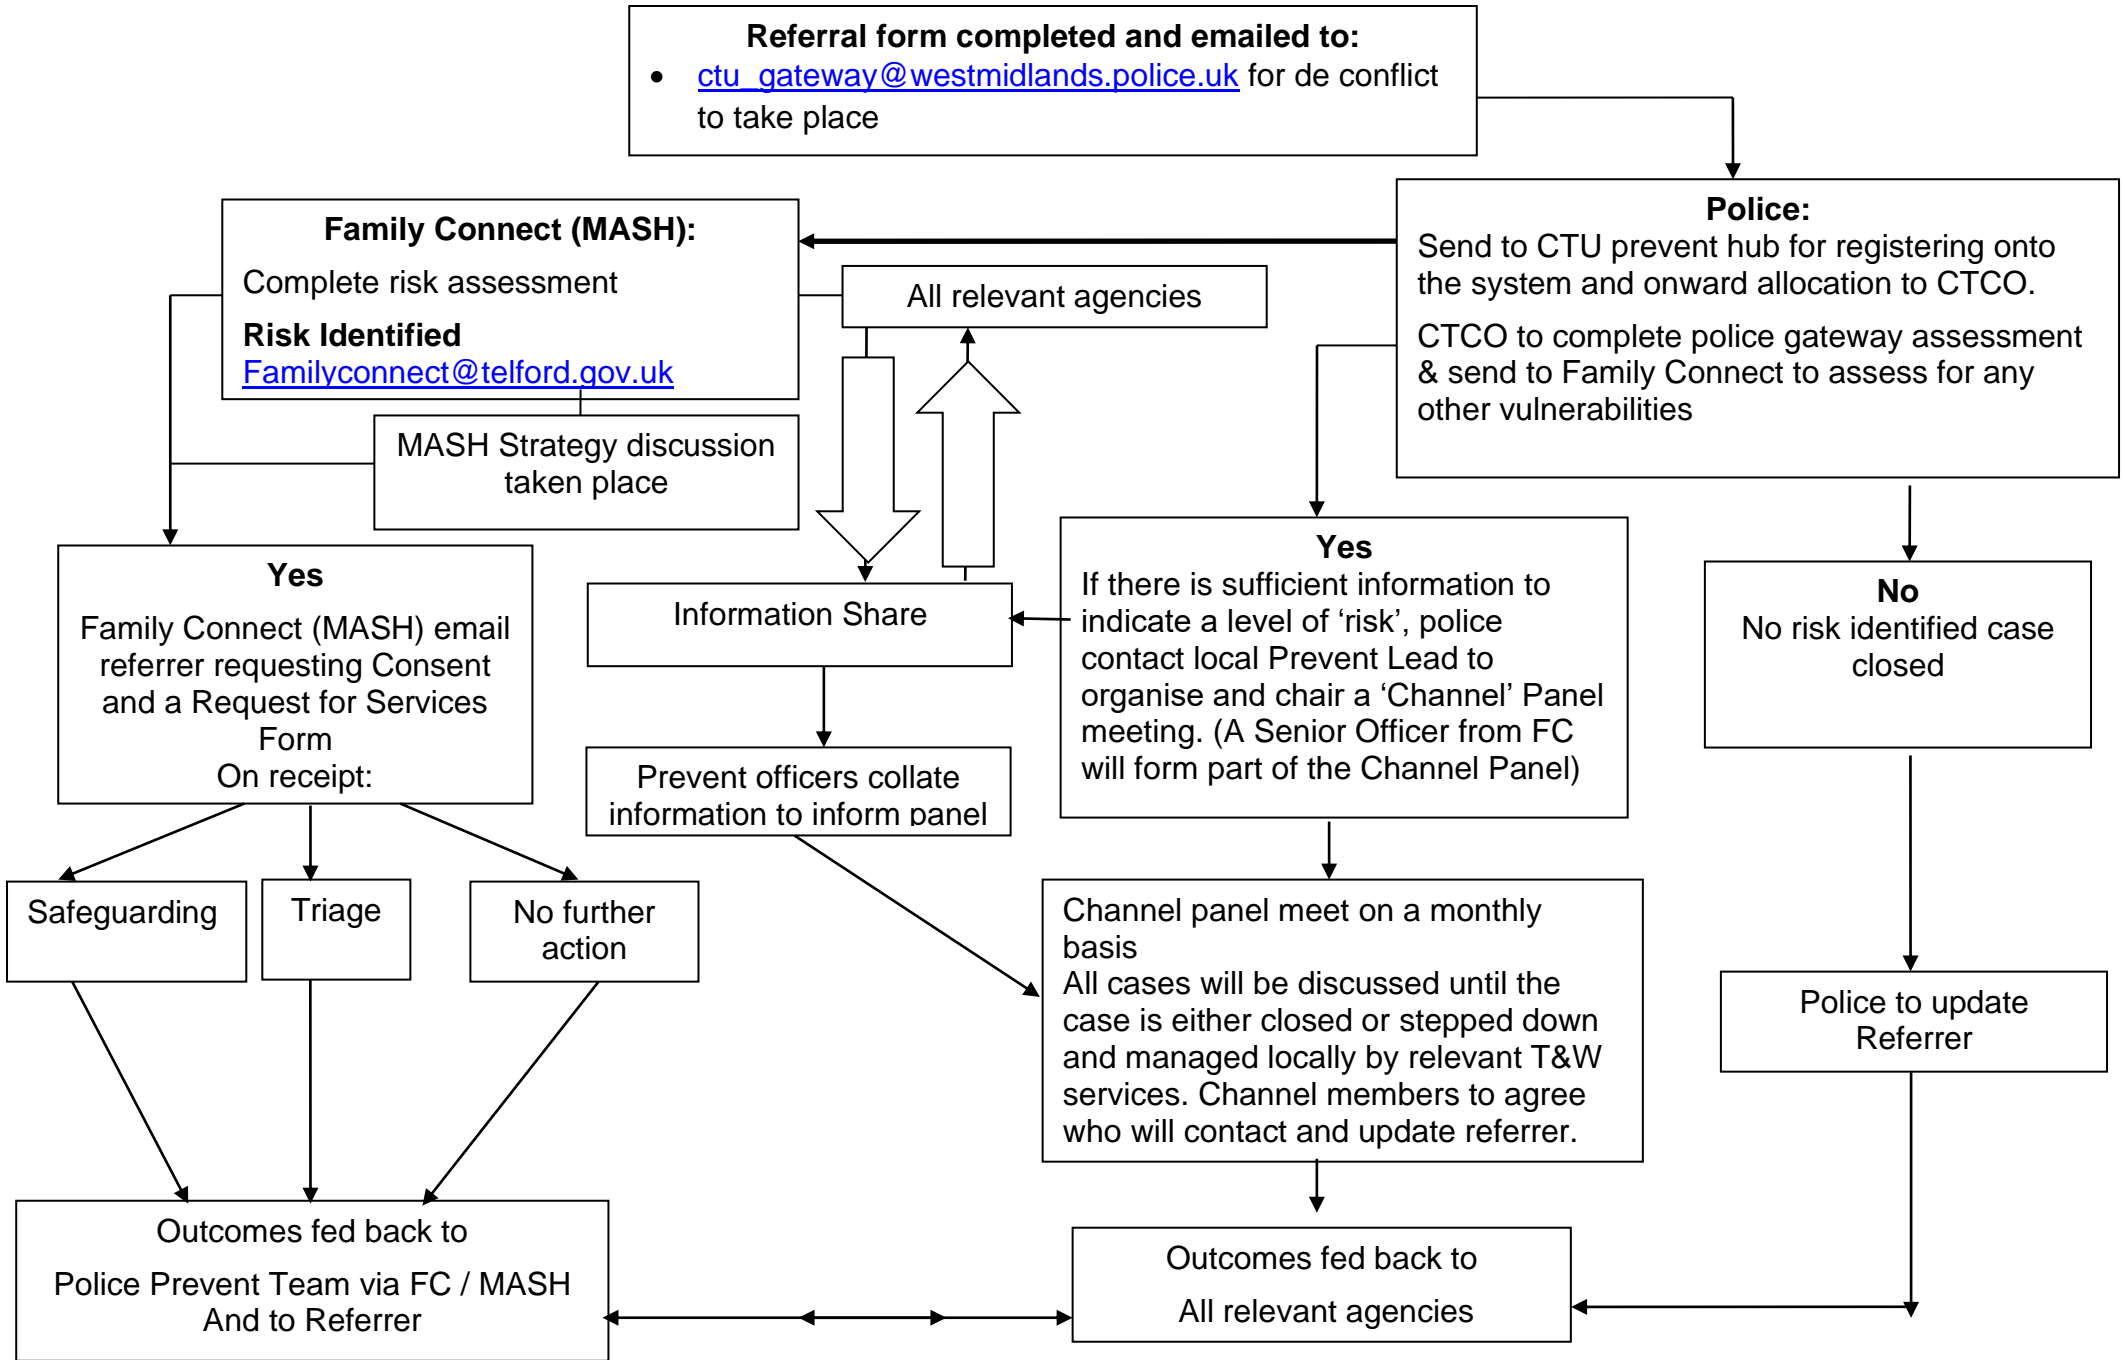 Referral form completed and emailed to:
• ctu_gateway@westmidlands.police.uk for de conflict
to take place
Police:
Send to CTU prevent hub for registering onto
the system and onward allocation to CTCO.
CTCO to complete police gateway assessment
& send to Family Connect to assess for any
other vulnerabilities
Family Connect (MASH):
Complete risk assessment
Risk Identified
Familyconnect@telford.gov.uk
All relevant agencies
MASH Strategy discussion
taken place
Yes
Family Connect (MASH) email
referrer requesting Consent
and a Request for Services
Form
On receipt:
Information Share
Yes
If there is sufficient information to
indicate a level of ‘risk’, police
contact local Prevent Lead to
organise and chair a ‘Channel’ Panel
meeting. (A Senior Officer from FC
will form part of the Channel Panel)
No
No risk identified case
closed
Prevent officers collate
information to inform panel
Safeguarding
Triage
No further
action
Channel panel meet on a monthly
basis
All cases will be discussed until the
case is either closed or stepped down
and managed locally by relevant T&W
services. Channel members to agree
who will contact and update referrer.
Police to update
Referrer
Outcomes fed back to
Police Prevent Team via FC / MASH
And to Referrer
Outcomes fed back to
All relevant agencies